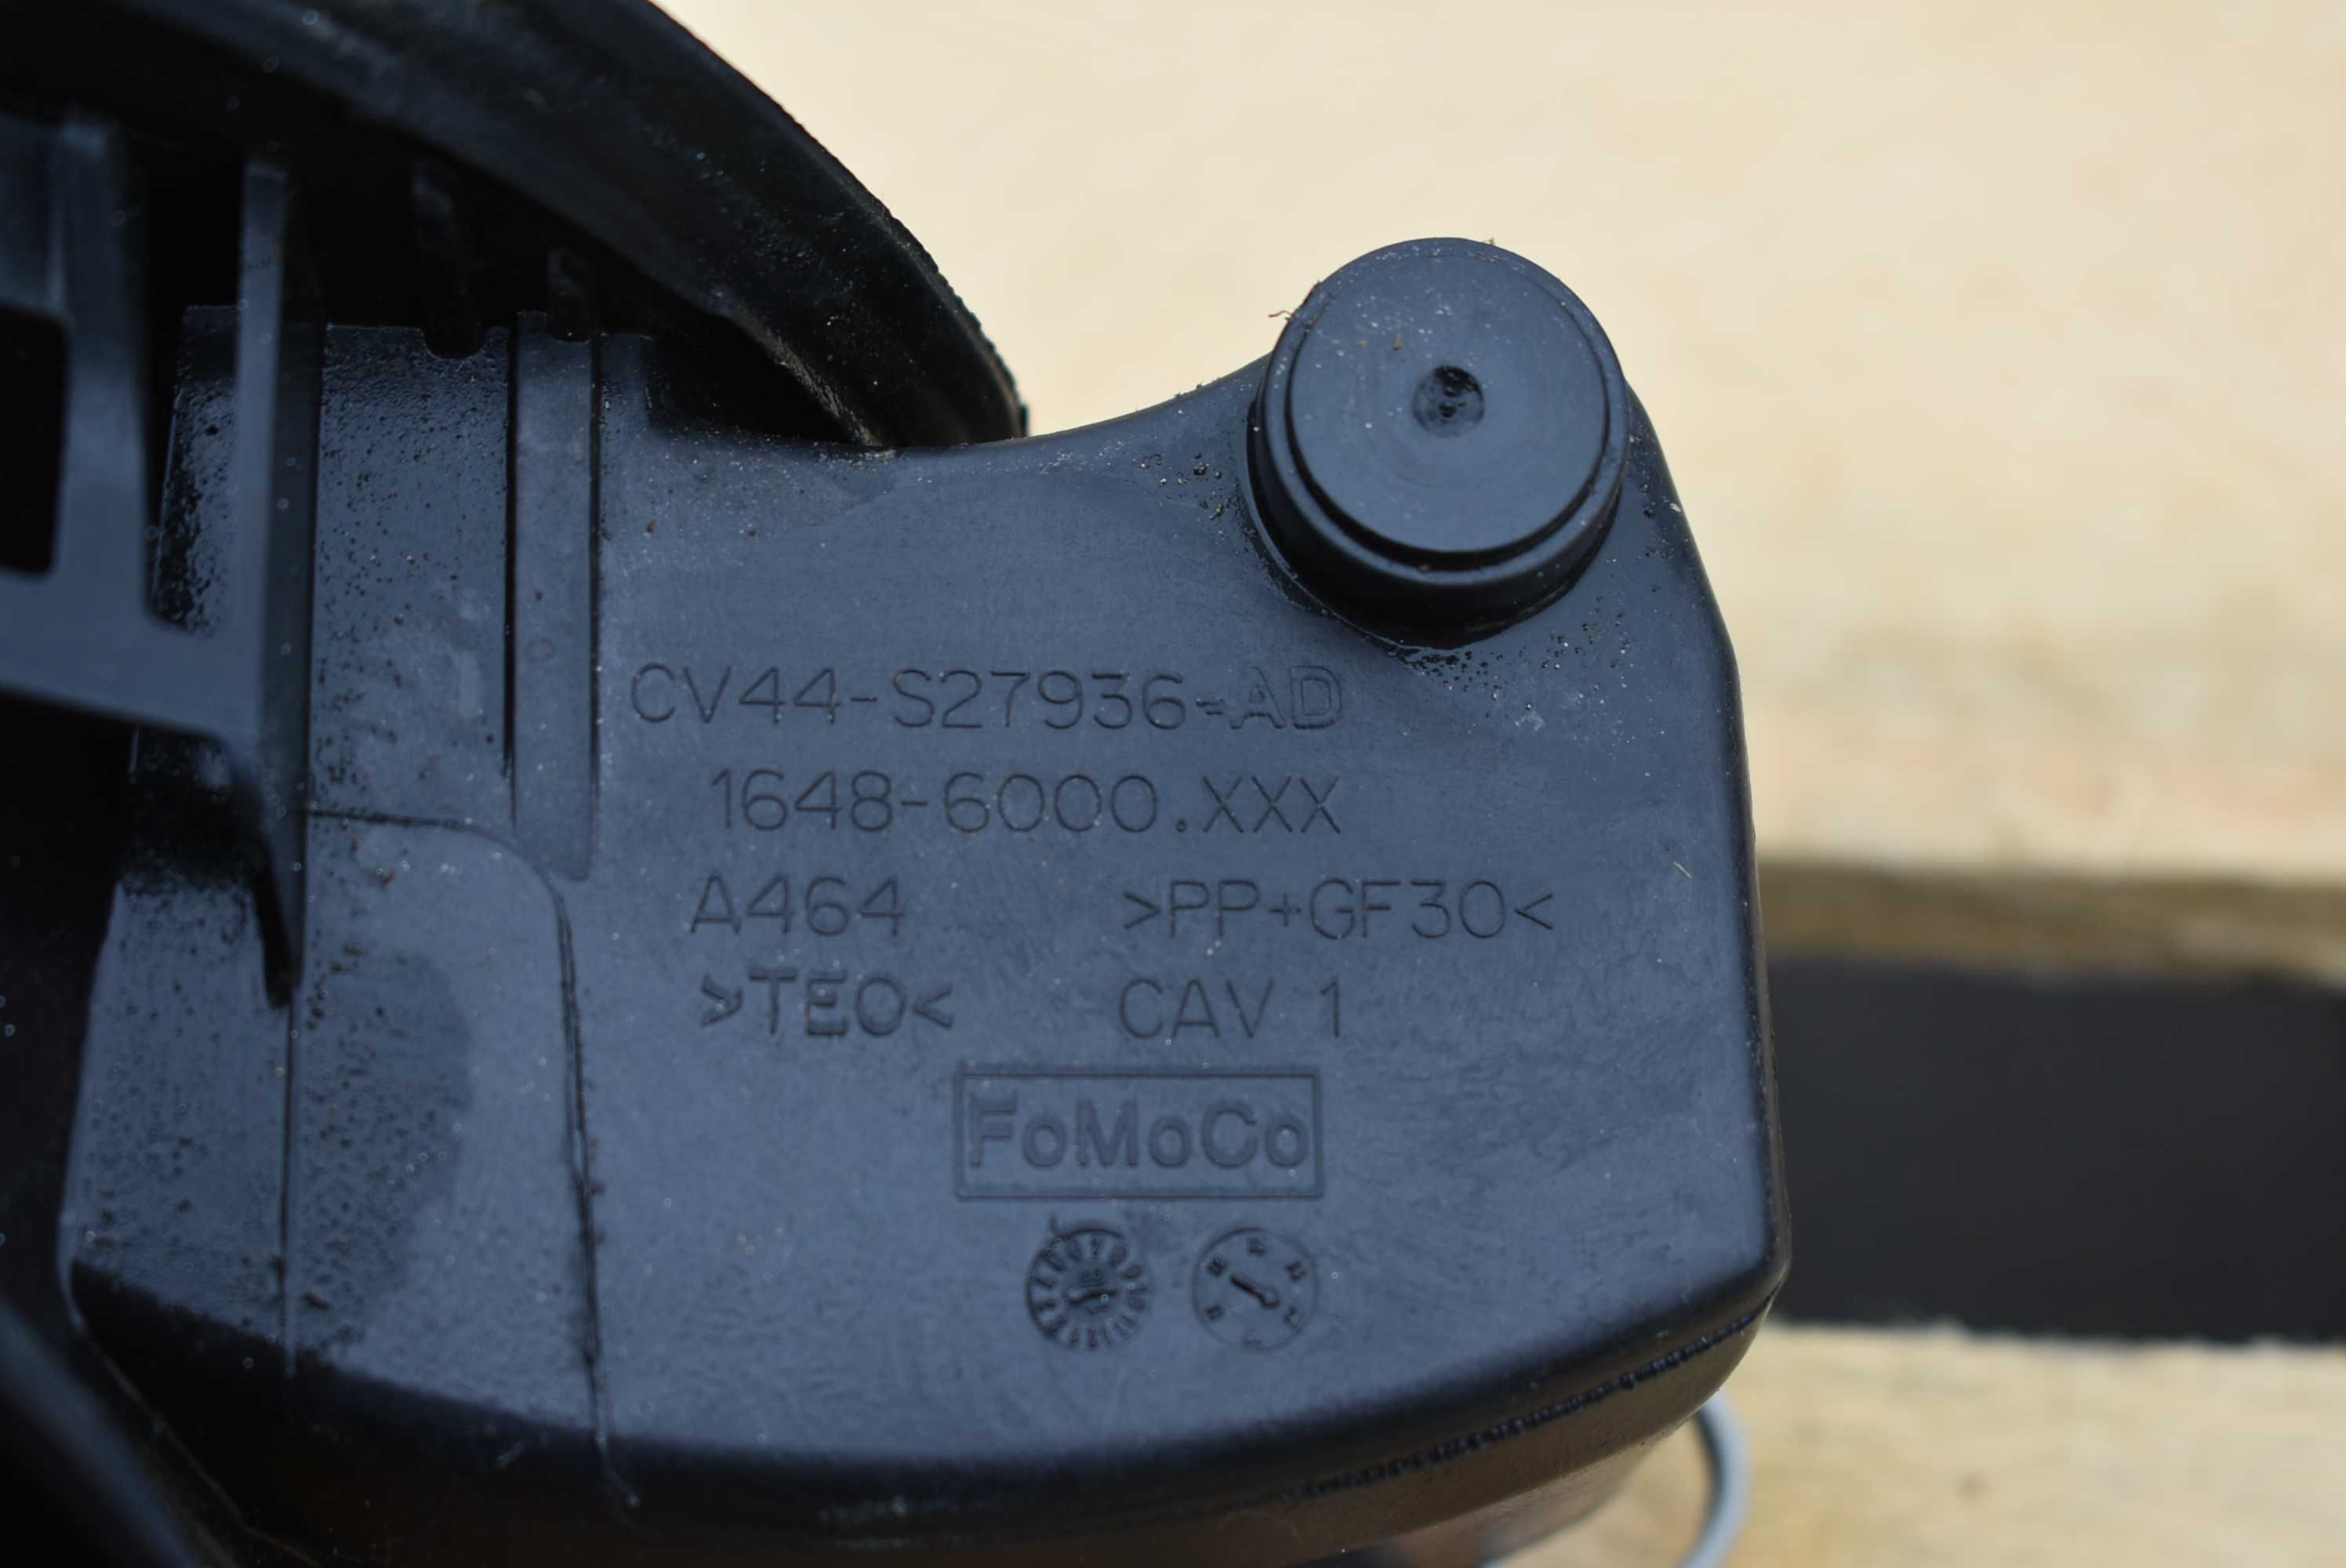 CV44-S27936-AD
1648-6000.XXX
A464 >PP+GF30<
>TEO< CAV 1
FoMoCo